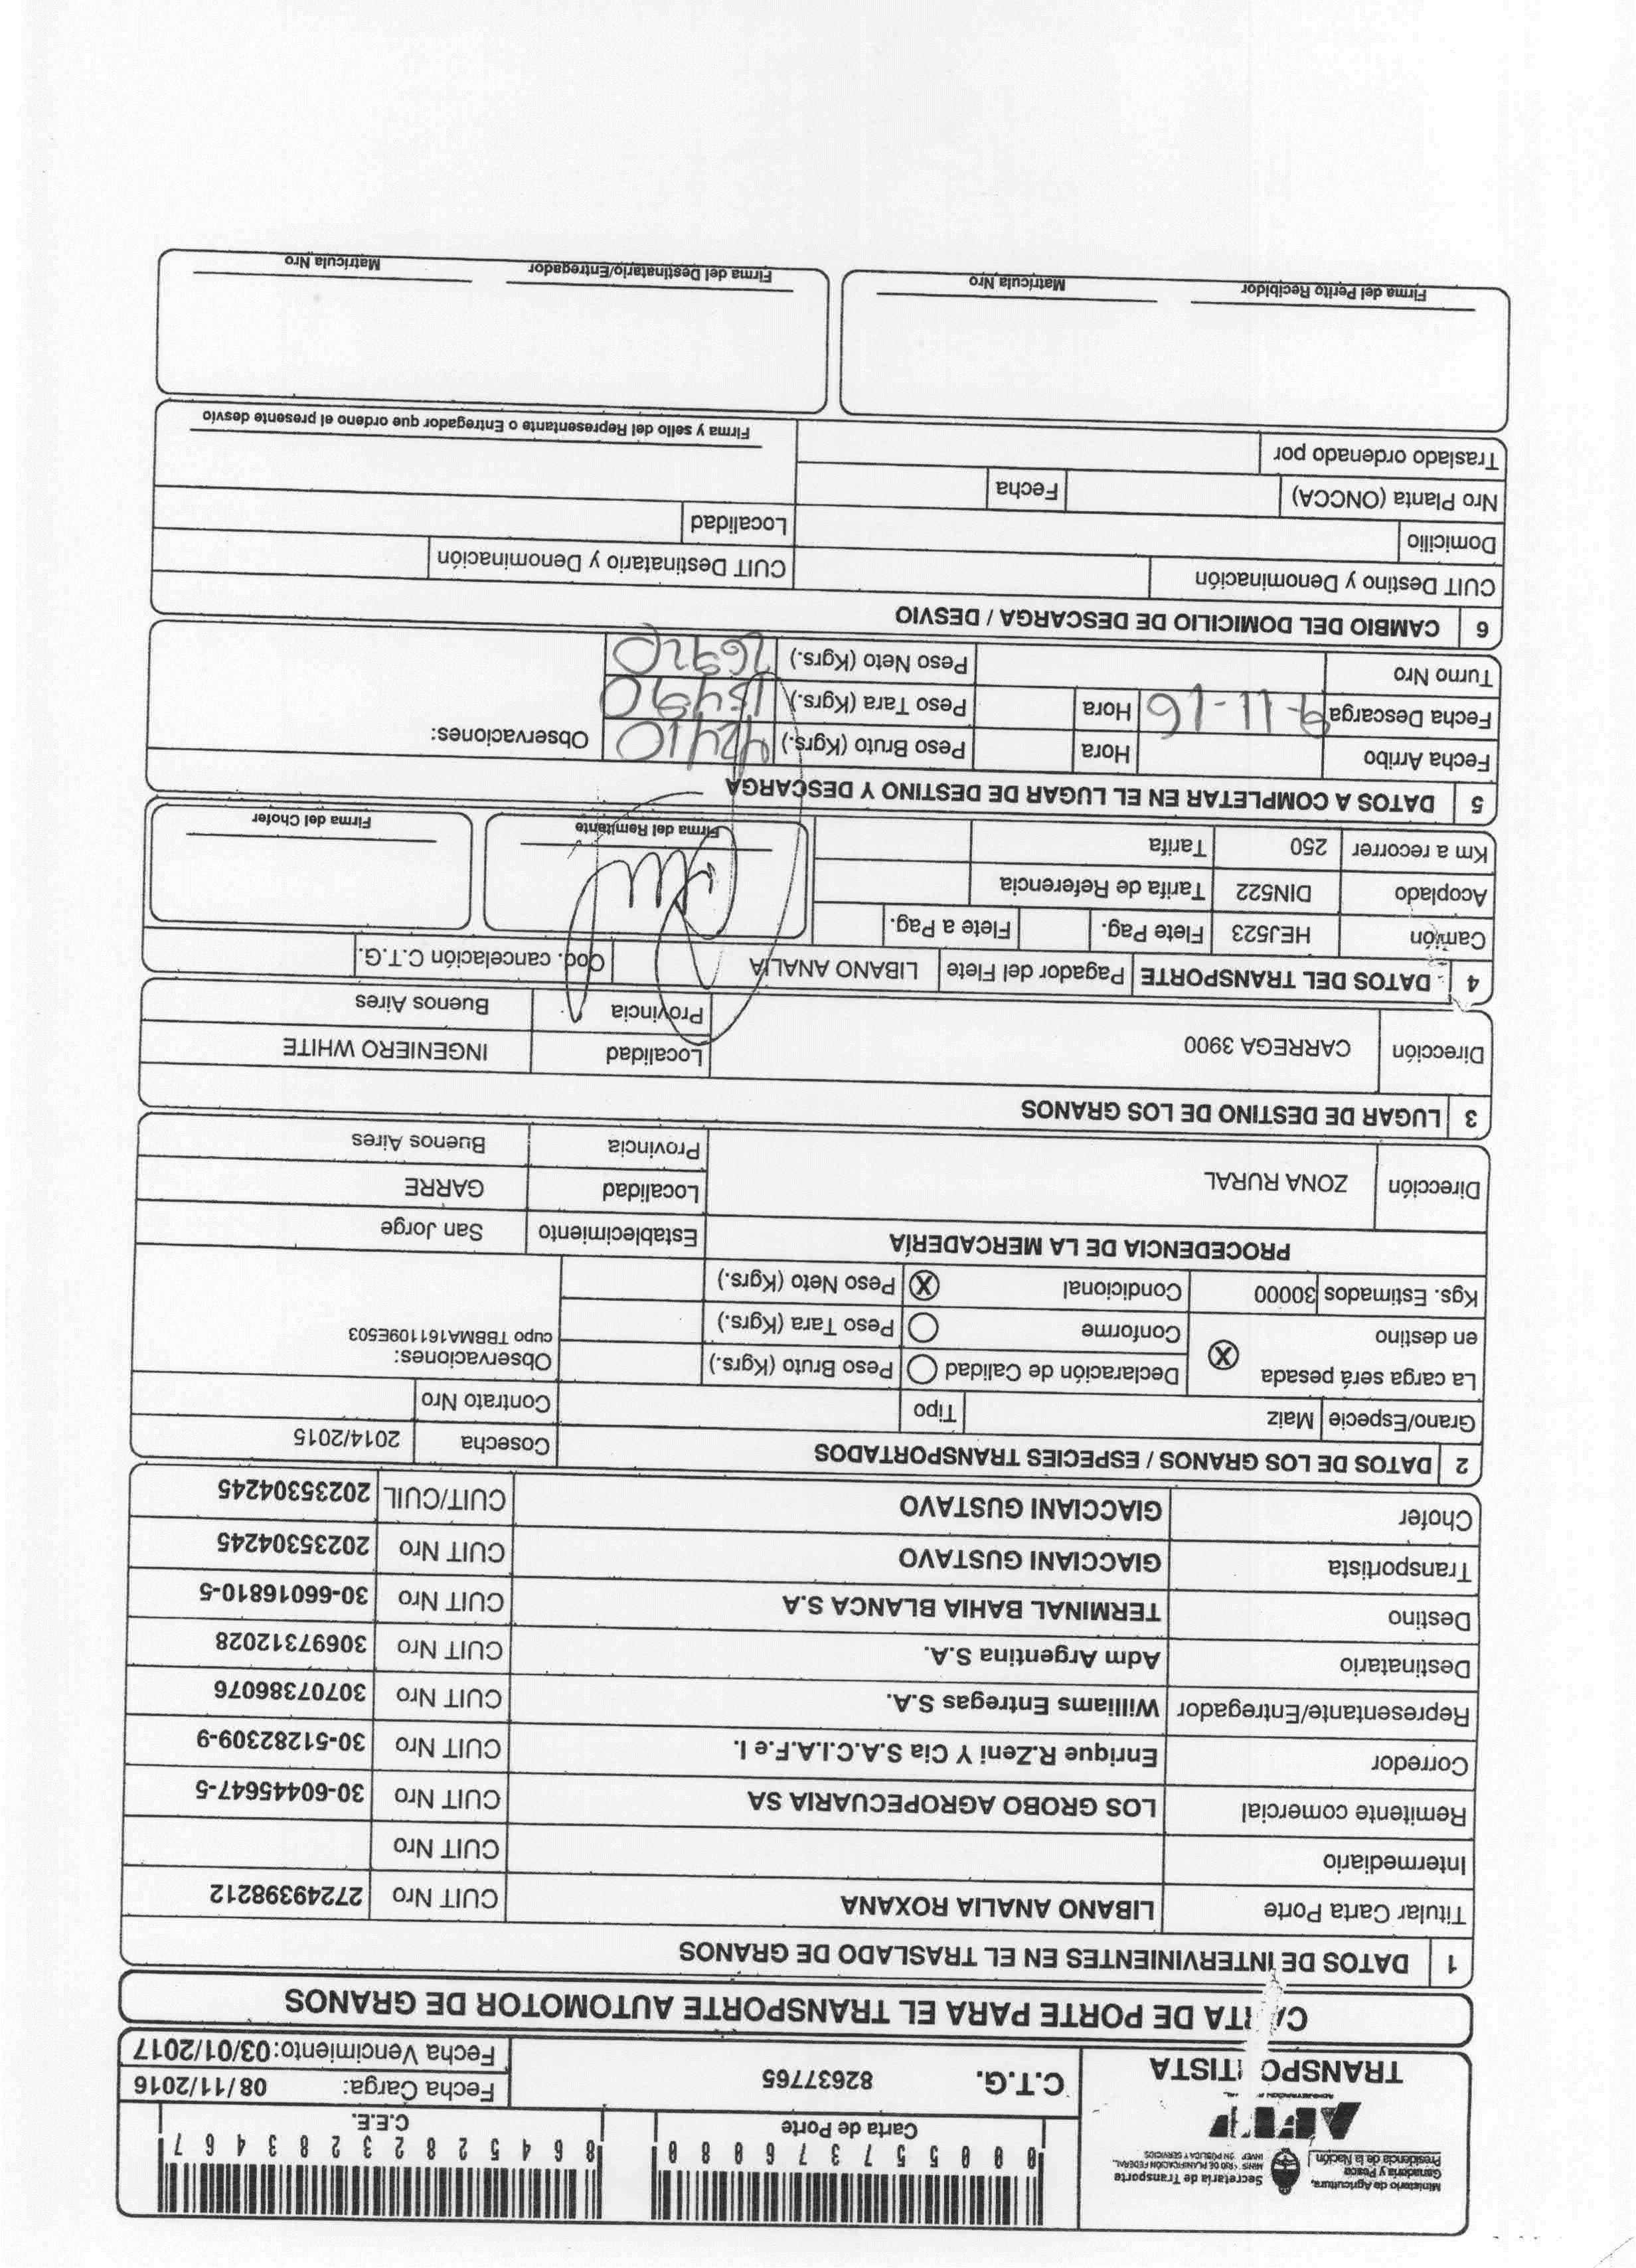 Ministerio de Agricultura,
Ganadería y Pesca
Presidencia de la Nación
Secretaría de Transporte
AFIP
TRANSPO TISTA
0 0 0 5 5 7 3 7 6 0 8 0
Carta de Porte
8 6 4 5 2 8 2 3 2 8 3 4 6 7
C.E.E.
C.T.G. 82637765
Fecha Carga: 08/11/2016
Fecha Vencimiento: 03/01/2017
CARTA DE PORTE PARA EL TRANSPORTE AUTOMOTOR DE GRANOS
1 DATOS DE INTERVINIENTES EN EL TRASLADO DE GRANOS
Titular Carta Porte LIBANO ANALIA ROXANA CUIT Nro 27249398212
Intermediario CUIT Nro
Remitente comercial LOS GROBO AGROPECUARIA SA CUIT Nro 30-60445647-5
Corredor Enrique R.Zeni Y Cia S.A.C.I.A.F.e I. CUIT Nro 30-51282309-9
Representante/Entregador Williams Entregas S.A. CUIT Nro 30707386076
Destinatario Adm Argentina S.A. CUIT Nro 30697312028
Destino TERMINAL BAHIA BLANCA S.A CUIT Nro 30-66016810-5
Transportista GIACCIANI GUSTAVO CUIT Nro 20235304245
Chofer GIACCIANI GUSTAVO CUIT/CUIL 20235304245
2 DATOS DE LOS GRANOS / ESPECIES TRANSPORTADOS Cosecha 2014/2015
Grano/Especie Maiz Tipo Contrato Nro
La carga será pesada en destino X Declaración de Calidad Peso Bruto (Kgrs.) Observaciones:
Conforme Peso Tara (Kgrs.) cupo TBBMA161109E503
Kgs. Estimados 30000 Condicional X Peso Neto (Kgrs.)
PROCEDENCIA DE LA MERCADERÍA Establecimiento San Jorge
Dirección ZONA RURAL Localidad GARRE
Provincia Buenos Aires
3 LUGAR DE DESTINO DE LOS GRANOS
Dirección CARREGA 3900 Localidad INGENIERO WHITE
Provincia Buenos Aires
4 DATOS DEL TRANSPORTE Pagador del Flete LIBANO ANALIA Cod. cancelación C.T.G.
Camión HEJ523 Flete Pag. Flete a Pag.
Acoplado DIN522 Tarifa de Referencia
Km a recorrer 250 Tarifa
Firma del Remitente Firma del Chofer
5 DATOS A COMPLETAR EN EL LUGAR DE DESTINO Y DESCARGA
Fecha Arribo Hora Peso Bruto (Kgrs.) 42410 Observaciones:
Fecha Descarga 9-11-16 Hora Peso Tara (Kgrs.) 15490
Turno Nro Peso Neto (Kgrs.) 26920
6 CAMBIO DEL DOMICILIO DE DESCARGA / DESVIO
CUIT Destino y Denominación CUIT Destinatario y Denominación
Domicilio Localidad
Nro Planta (ONCCA) Fecha
Traslado ordenado por
Firma y sello del Representante o Entregador que ordeno el presente desvío
Firma del Perito Recibidor Matrícula Nro Firma del Destinatario/Entregador Matrícula Nro